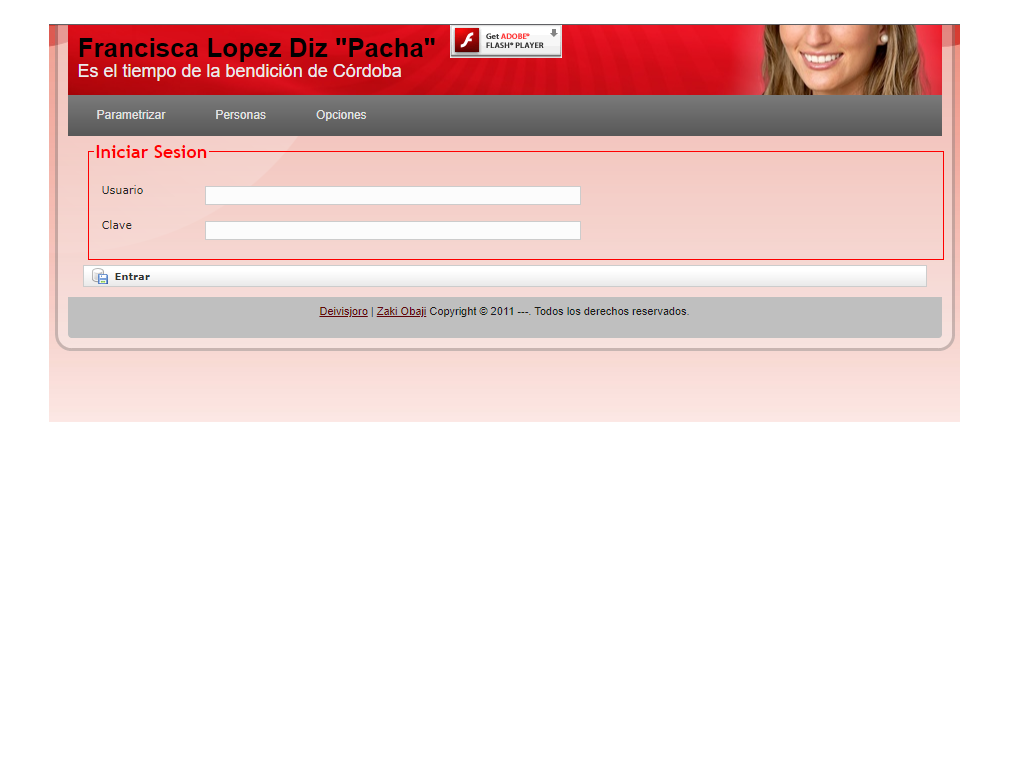 Francisca Lopez Diz "Pacha"
Es el tiempo de la bendición de Córdoba
Get ADOBE®
FLASH® PLAYER
Parametrizar Personas Opciones
Iniciar Sesion
Usuario
Clave
Entrar
Deivisjoro | Zaki Obaji Copyright © 2011 ---. Todos los derechos reservados.